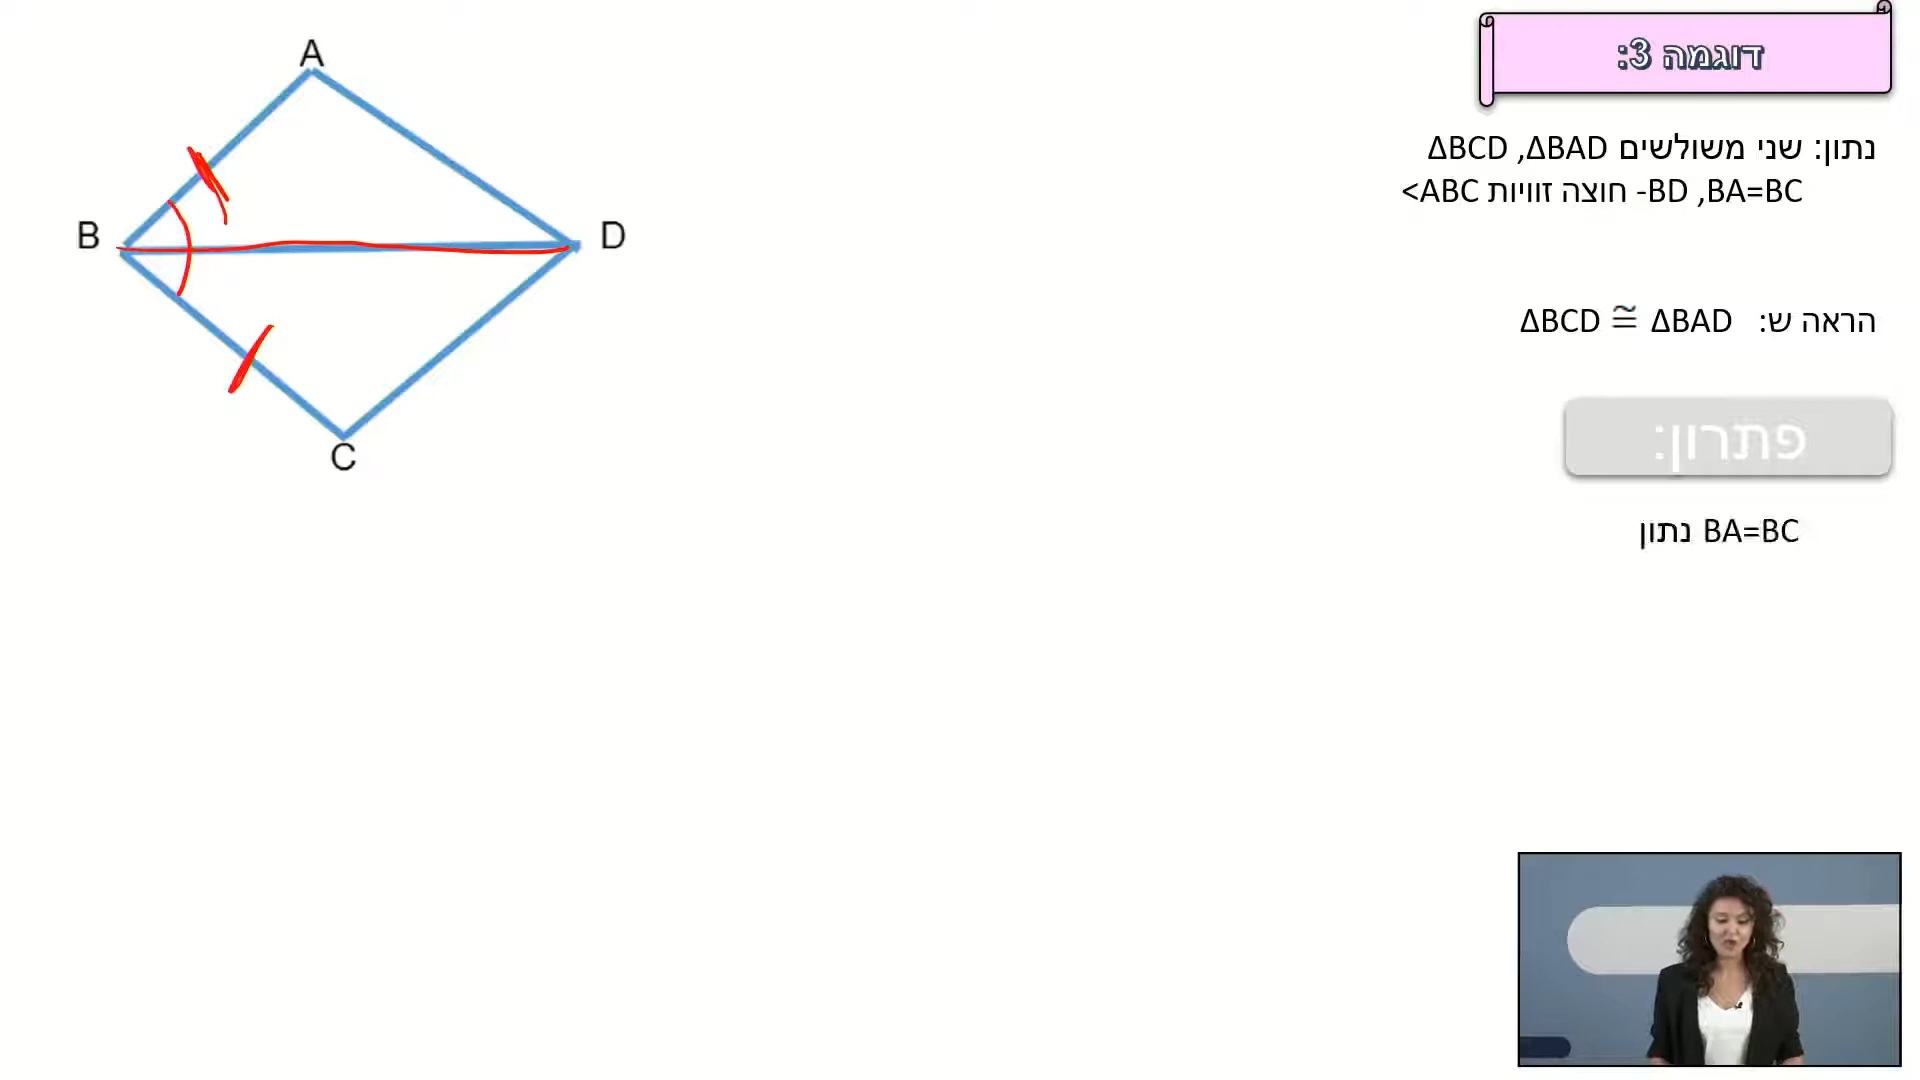 דוגמה 3:
נתון: שני משולשים ΔBCD ,ΔBAD
BD ,BA=BC- חוצה זוויות ABC>
הראה ש: ΔBCD ≅ ΔBAD
פתרון:
BA=BC נתון
A
B
D
C